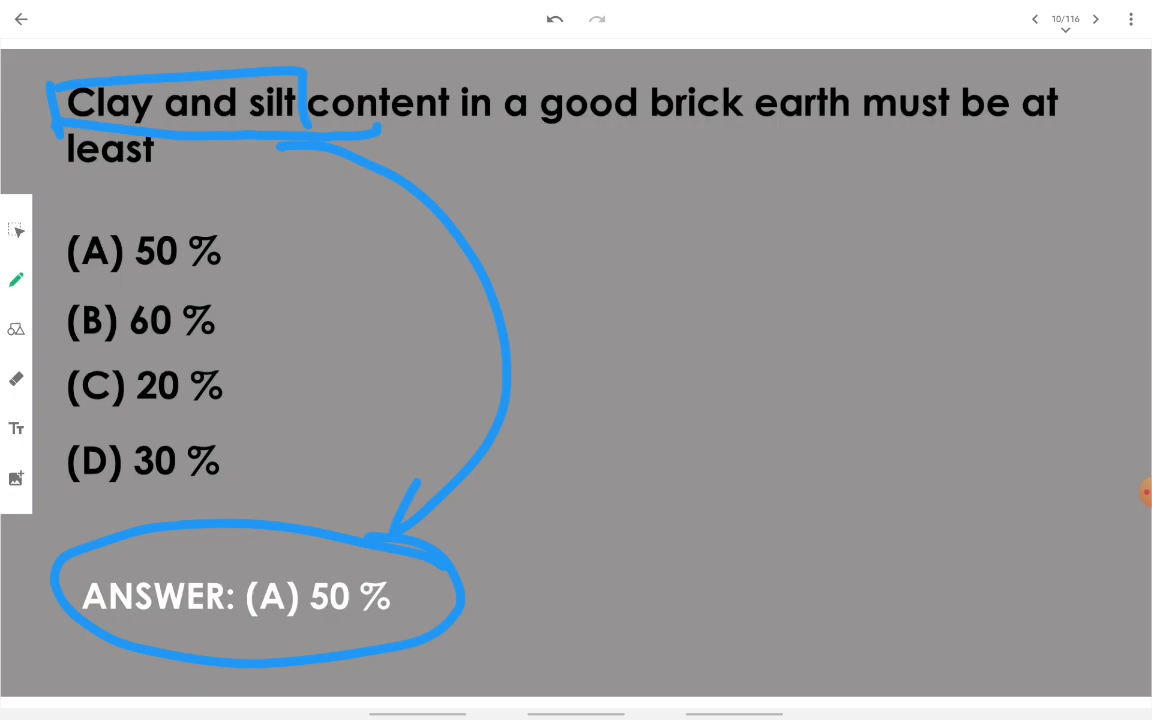 10/116
Clay and silt content in a good brick earth must be at
least
(A) 50 %
(B) 60 %
(C) 20 %
(D) 30 %
ANSWER: (A) 50 %
Tт